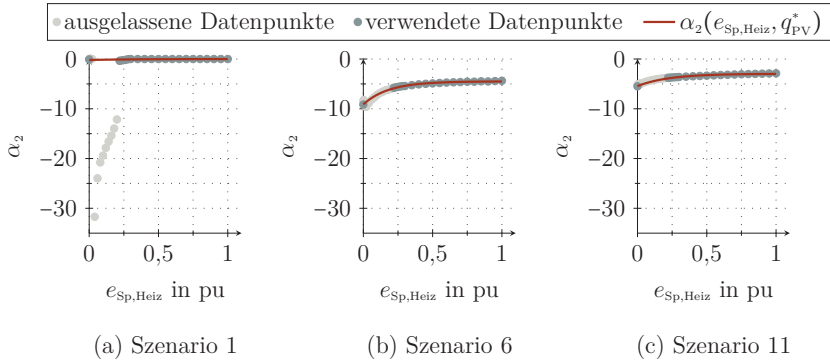 ausgelassene Datenpunkte verwendete Datenpunkte α₂(e_Sp,Heiz, q*_PV)
0 0 0
−10 −10 −10
α₂ α₂ α₂
−20 −20 −20
−30 −30 −30
0 0,5 1 0 0,5 1 0 0,5 1
e_Sp,Heiz in pu e_Sp,Heiz in pu e_Sp,Heiz in pu
(a) Szenario 1 (b) Szenario 6 (c) Szenario 11